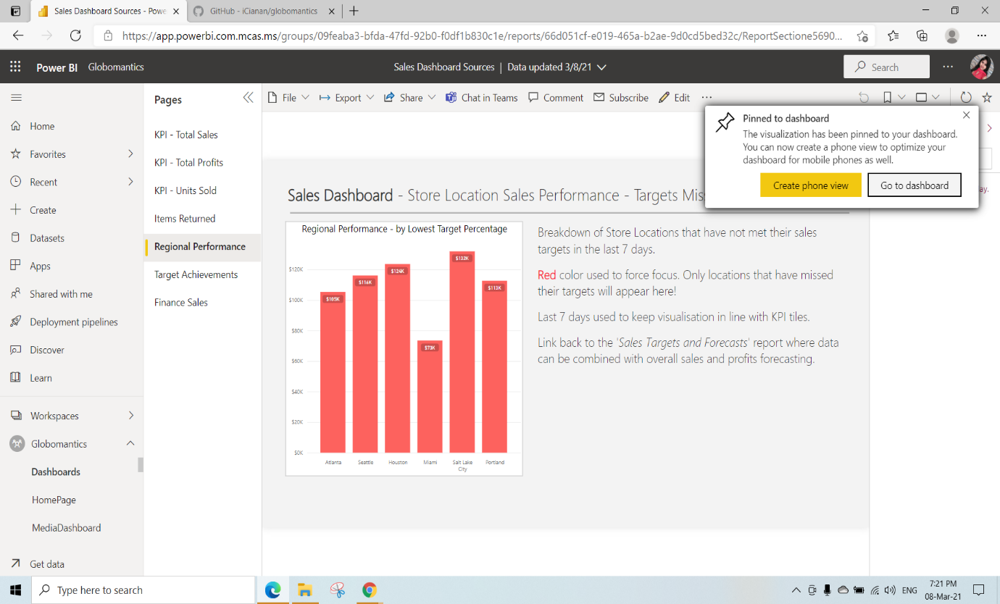 Sales Dashboard Sources - Powe
GitHub - iCianan/globomantics
https://app.powerbi.com.mcas.ms/groups/09feaba3-bfda-47fd-92b0-f0df1b830c1e/reports/66d051cf-e019-465a-b2ae-9d0cd5bed32c/ReportSectione5690...
Power BI Globomantics
Sales Dashboard Sources | Data updated 3/8/21
Search
Pages
File Export Share Chat in Teams Comment Subscribe Edit
Home
Favorites
Recent
Create
Datasets
Apps
Shared with me
Deployment pipelines
Discover
Learn
Workspaces
Globomantics
Dashboards
HomePage
MediaDashboard
Get data
KPI - Total Sales
KPI - Total Profits
KPI - Units Sold
Items Returned
Regional Performance
Target Achievements
Finance Sales
Pinned to dashboard
The visualization has been pinned to your dashboard.
You can now create a phone view to optimize your
dashboard for mobile phones as well.
Create phone view Go to dashboard
ay.
Sales Dashboard - Store Location Sales Performance - Targets Mis
Regional Performance - by Lowest Target Percentage
$120K
$100K
$80K
$60K
$40K
$20K
$0K
$105K
$116K
$124K
$73K
$132K
$113K
Atlanta Seattle Houston Miami Salt Lake Portland
City
Breakdown of Store Locations that have not met their sales
targets in the last 7 days.
Red color used to force focus. Only locations that have missed
their targets will appear here!
Last 7 days used to keep visualisation in line with KPI tiles.
Link back to the 'Sales Targets and Forecasts' report where data
can be combined with overall sales and profits forecasting.
Type here to search
ENG
7:21 PM
08-Mar-21